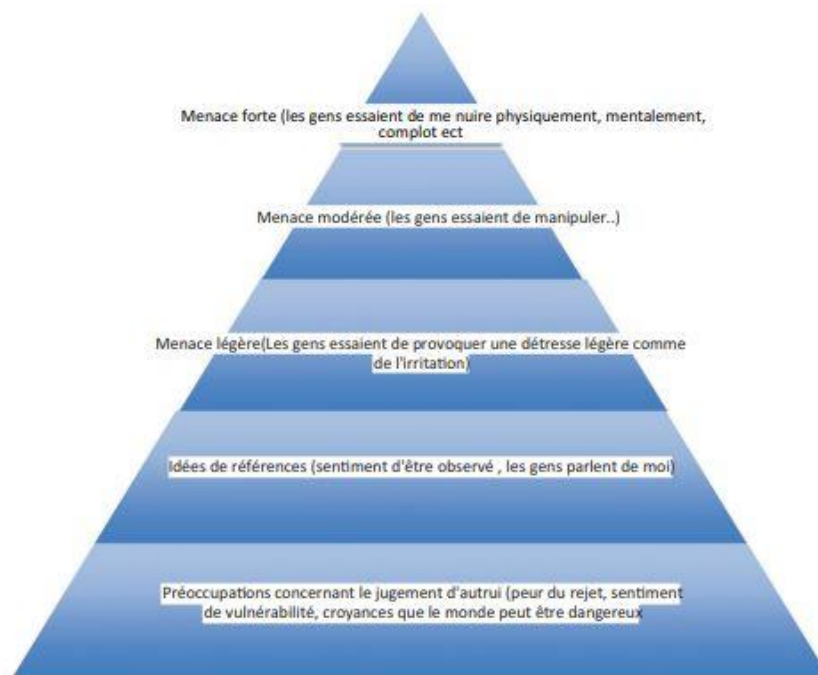 Menace forte (les gens essaient de me nuire physiquement, mentalement,
complot ect
Menace modérée (les gens essaient de manipuler..)
Menace légère(Les gens essaient de provoquer une détresse légère comme
de l'irritation)
Idées de références (sentiment d'être observé , les gens parlent de moi)
Préoccupations concernant le jugement d'autrui (peur du rejet, sentiment
de vulnérabilité, croyances que le monde peut être dangereux